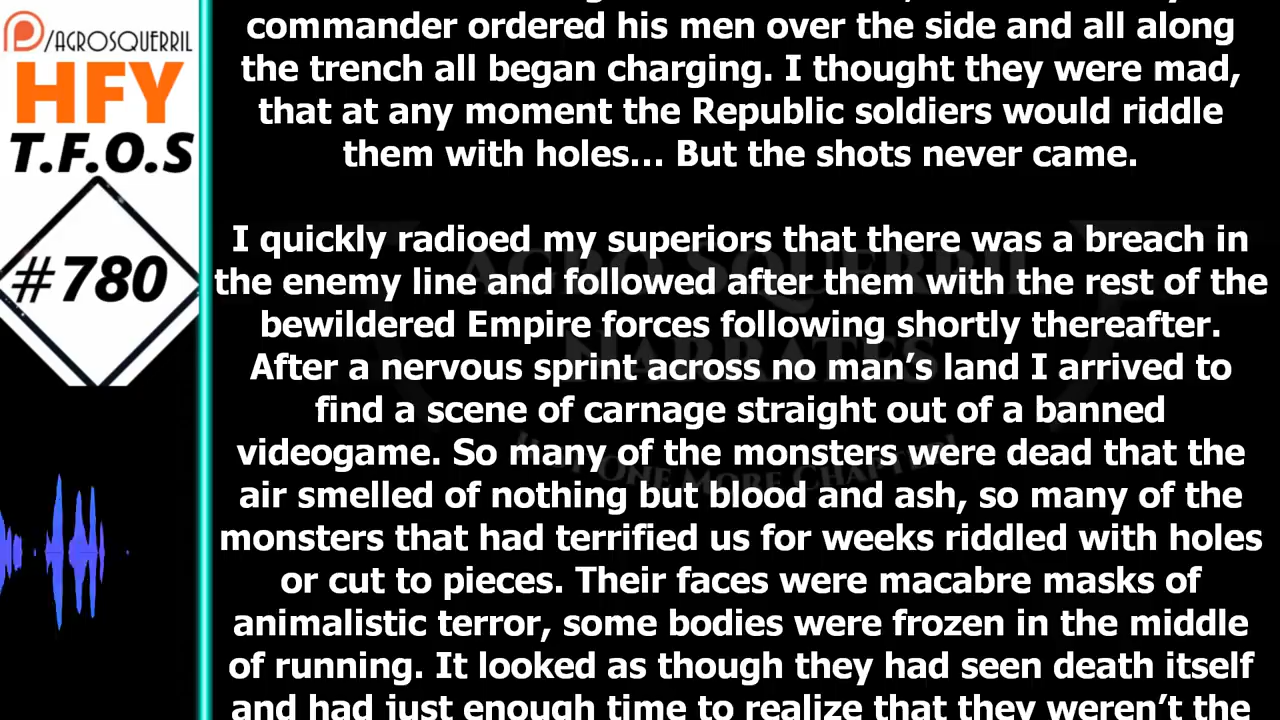 /AGROSQUERRIL
HFY
T.F.O.S
#780
commander ordered his men over the side and all along
the trench all began charging. I thought they were mad,
that at any moment the Republic soldiers would riddle
them with holes... But the shots never came.
I quickly radioed my superiors that there was a breach in
the enemy line and followed after them with the rest of the
bewildered Empire forces following shortly thereafter.
After a nervous sprint across no man’s land I arrived to
find a scene of carnage straight out of a banned
videogame. So many of the monsters were dead that the
air smelled of nothing but blood and ash, so many of the
monsters that had terrified us for weeks riddled with holes
or cut to pieces. Their faces were macabre masks of
animalistic terror, some bodies were frozen in the middle
of running. It looked as though they had seen death itself
and had just enough time to realize that they weren’t the